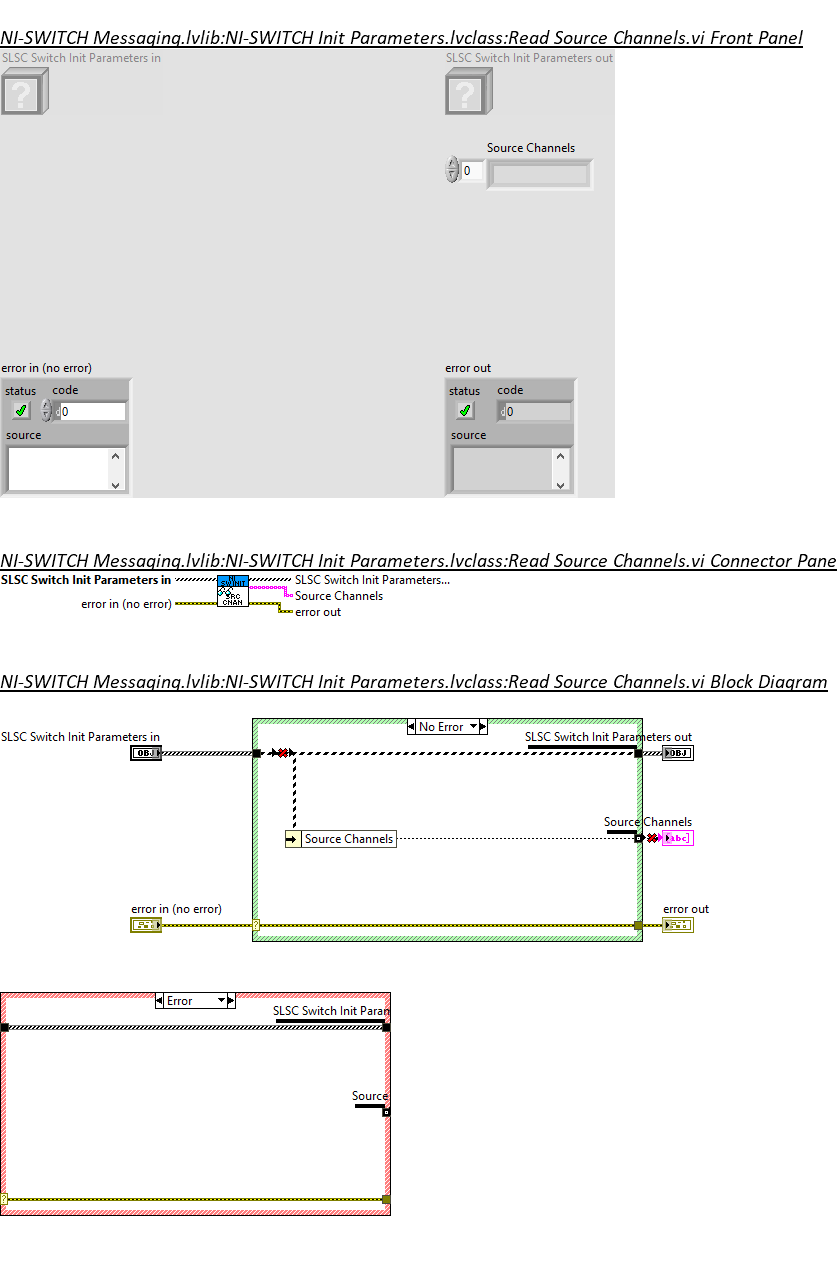 NI-SWITCH Messaging.lvlib:NI-SWITCH Init Parameters.lvclass:Read Source Channels.vi Front Panel
SLSC Switch Init Parameters in
SLSC Switch Init Parameters out
?
?
Source Channels
0
error in (no error)
error out
status code
status code
d 0
d 0
source
source
NI-SWITCH Messaging.lvlib:NI-SWITCH Init Parameters.lvclass:Read Source Channels.vi Connector Pane
SLSC Switch Init Parameters in
NI
SW INIT
SRC
CHAN
SLSC Switch Init Parameters...
Source Channels
error in (no error)
error out
NI-SWITCH Messaging.lvlib:NI-SWITCH Init Parameters.lvclass:Read Source Channels.vi Block Diagram
No Error
SLSC Switch Init Parameters in
SLSC Switch Init Parameters out
OBJ
OBJ
Source Channels
Source Channels
abc
error in (no error)
error out
?
Error
SLSC Switch Init Paran
Source
?